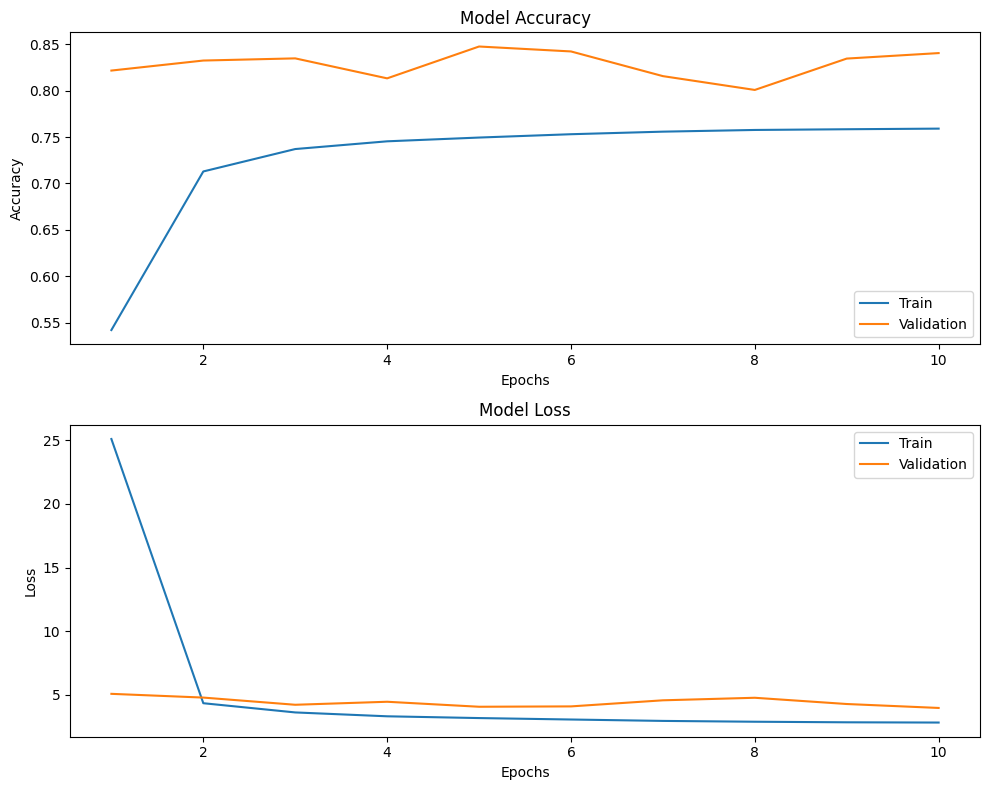 Model Accuracy
Accuracy
0.85
0.80
0.75
0.70
0.65
0.60
0.55
Train
Validation
2 4 6 8 10
Epochs
Model Loss
Loss
25
20
15
10
5
Train
Validation
2 4 6 8 10
Epochs